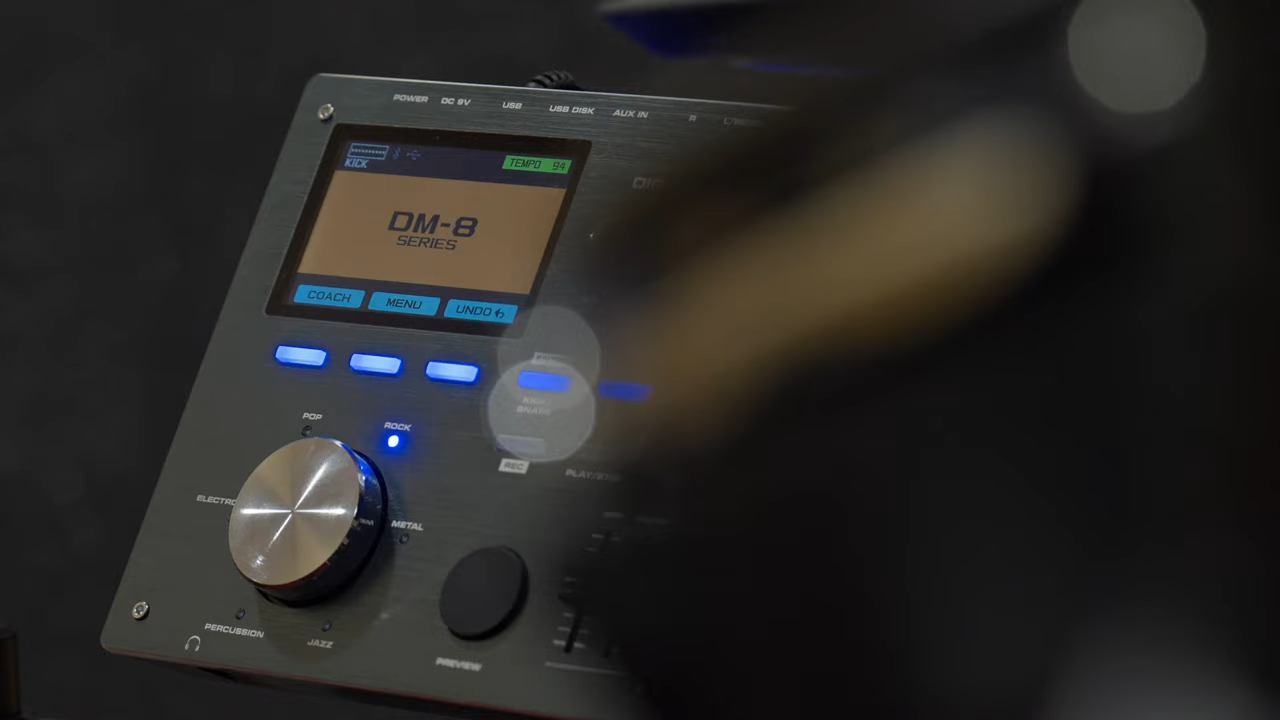 POWER DC 9V USB USB DISK AUX IN R
KICK
TEMPO 94
DM-8
SERIES
COACH MENU UNDO
POP
ROCK
METAL
REC
PERCUSSION
JAZZ
PREVIEW